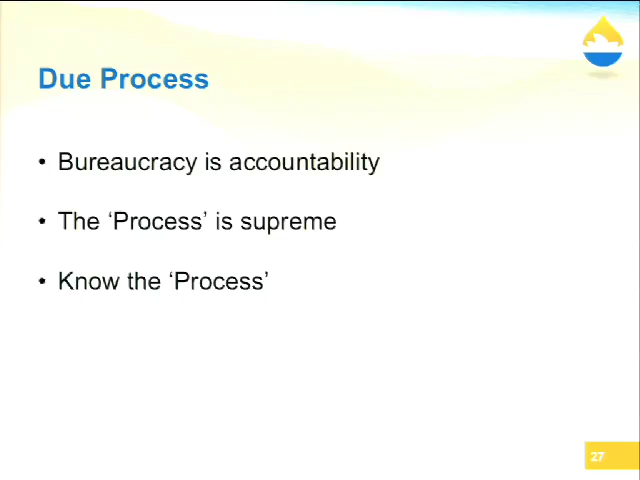 Due Process
• Bureaucracy is accountability
• The ‘Process’ is supreme
• Know the ‘Process’
27